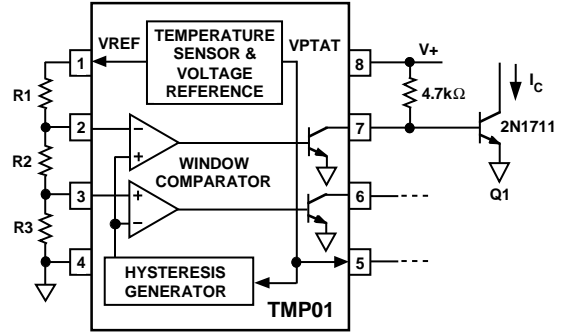 TEMPERATURE
SENSOR &
VOLTAGE
REFERENCE
VREF
VPTAT
1
2
3
4
R1
R2
R3
8
7
6
5
V+
4.7kΩ
IC
2N1711
Q1
−
+
+
−
WINDOW
COMPARATOR
HYSTERESIS
GENERATOR
TMP01